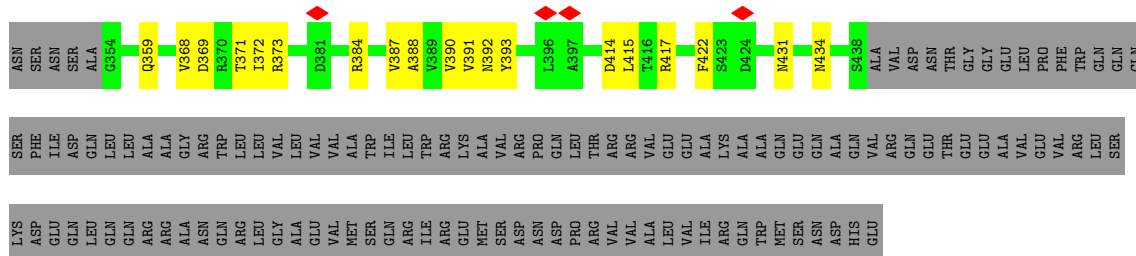 ASN SER ASN SER ALA G354 Q359 V368 D369 R370 T371 I372 R373 D381 R384 V387 A388 V389 V390 V391 N392 Y393 L396 A397 D414 L415 T416 R417 F422 S423 D424 N431 N434 S438 ALA VAL ASP ASN THR GLY GLY GLU LEU PRO PHE TRP GLN GLN GLN
SER PHE ILE ASP GLN LEU LEU ALA ALA GLY ARG TRP LEU LEU VAL LEU VAL VAL ALA TRP ILE LEU TRP ARG LYS ALA VAL ARG PRO GLN LEU THR ARG ARG VAL GLU GLU ALA LYS ALA ALA GLN GLU GLN ALA GLN VAL ARG GLN GLU THR GLU GLU ALA VAL GLU VAL ARG LEU SER
LYS ASP GLU GLN LEU GLN GLN ARG ARG ALA ASN GLN ARG LEU GLY ALA GLU VAL MET SER GLN ARG ILE ARG GLU MET SER ASP ASN ASP PRO ARG VAL VAL ALA LEU VAL ILE ARG GLN TRP MET SER ASN ASP HIS GLU